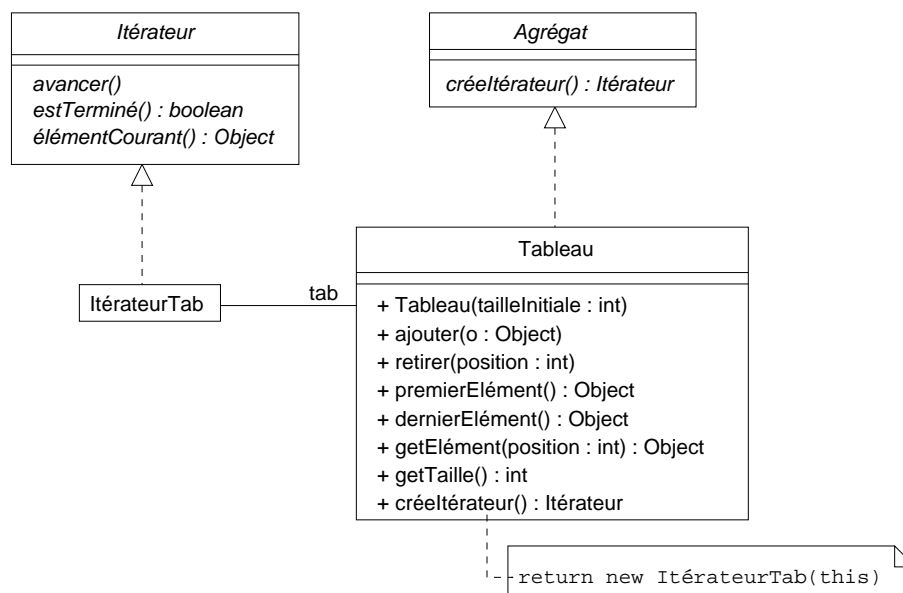 Itérateur
avancer()
estTerminé() : boolean
élémentCourant() : Object
Agrégat
créeItérateur() : Itérateur
ItérateurTab
tab
Tableau
+ Tableau(tailleInitiale : int)
+ ajouter(o : Object)
+ retirer(position : int)
+ premierElément() : Object
+ dernierElément() : Object
+ getElément(position : int) : Object
+ getTaille() : int
+ créeItérateur() : Itérateur
return new ItérateurTab(this)